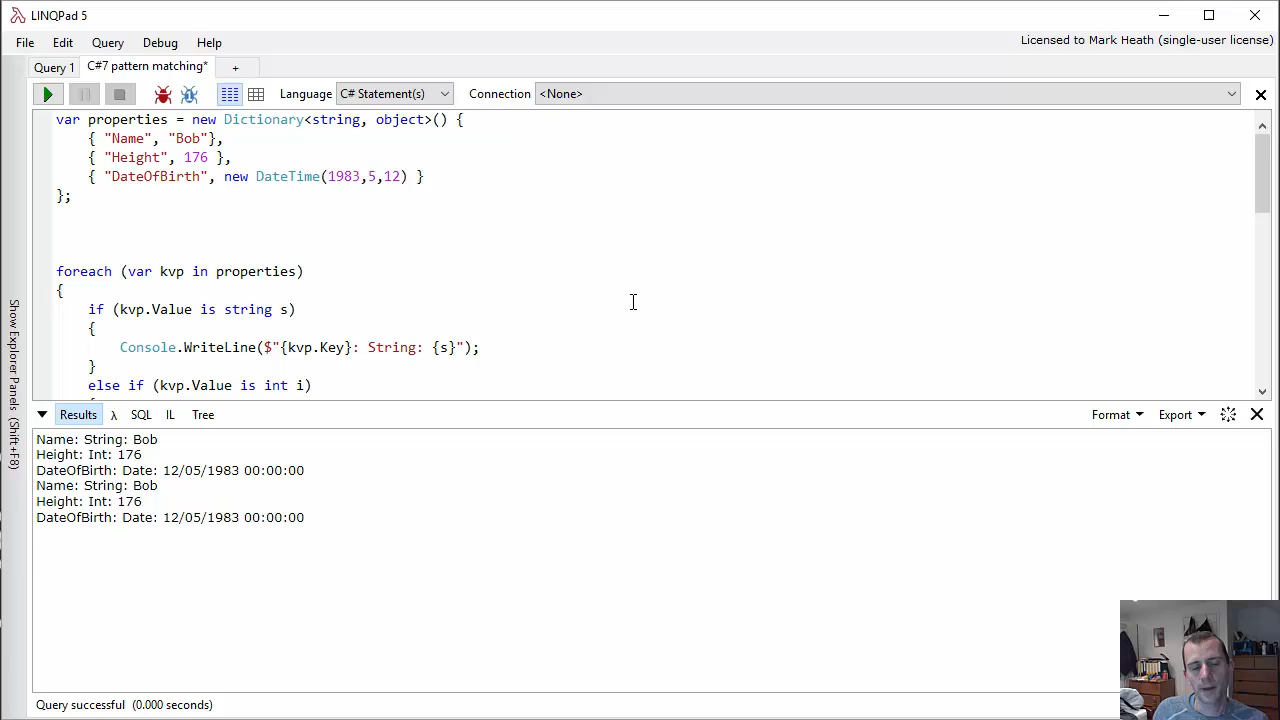 LINQPad 5
File Edit Query Debug Help
Licensed to Mark Heath (single-user license)
Query 1 C#7 pattern matching* +
Language C# Statement(s) Connection <None>
var properties = new Dictionary<string, object>() {
{ "Name", "Bob"},
{ "Height", 176 },
{ "DateOfBirth", new DateTime(1983,5,12) }
};
foreach (var kvp in properties)
{
if (kvp.Value is string s)
{
Console.WriteLine($"{kvp.Key}: String: {s}");
}
else if (kvp.Value is int i)
Show Explorer Panels (Shift+F8)
Results λ SQL IL Tree
Format Export
Name: String: Bob
Height: Int: 176
DateOfBirth: Date: 12/05/1983 00:00:00
Name: String: Bob
Height: Int: 176
DateOfBirth: Date: 12/05/1983 00:00:00
Query successful (0.000 seconds)